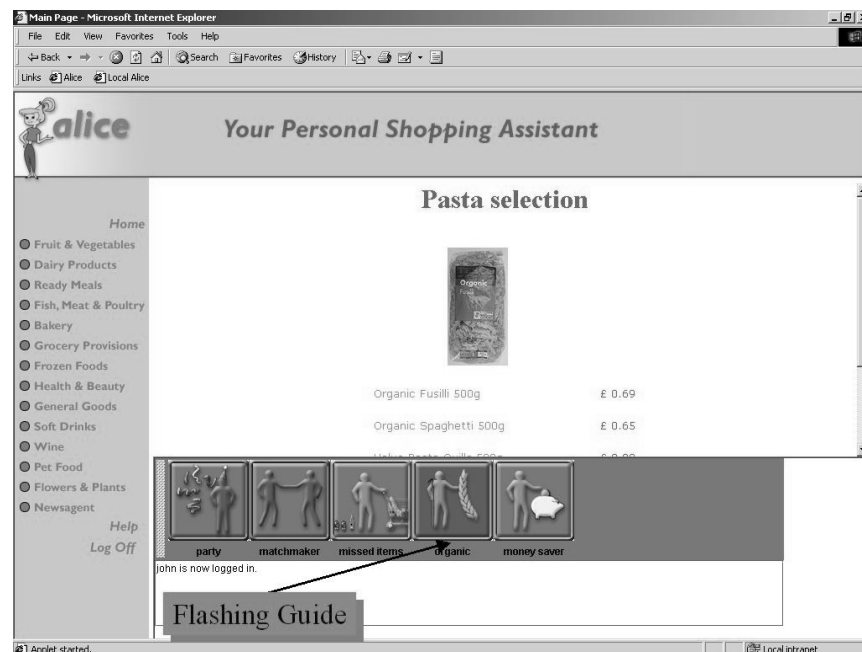 Main Page - Microsoft Internet Explorer
File Edit View Favorites Tools Help
Back Search Favorites History
Links Alice Local Alice
alice
Your Personal Shopping Assistant
Pasta selection
Home
Fruit & Vegetables
Dairy Products
Ready Meals
Fish, Meat & Poultry
Bakery
Grocery Provisions
Frozen Foods
Health & Beauty
General Goods
Soft Drinks
Wine
Pet Food
Flowers & Plants
Newsagent
Help
Log Off
Organic
Organic Fusilli 500g £ 0.69
Organic Spaghetti 500g £ 0.65
party matchmaker missed items organic money saver
john is now logged in.
Flashing Guide
Applet started. Local intranet